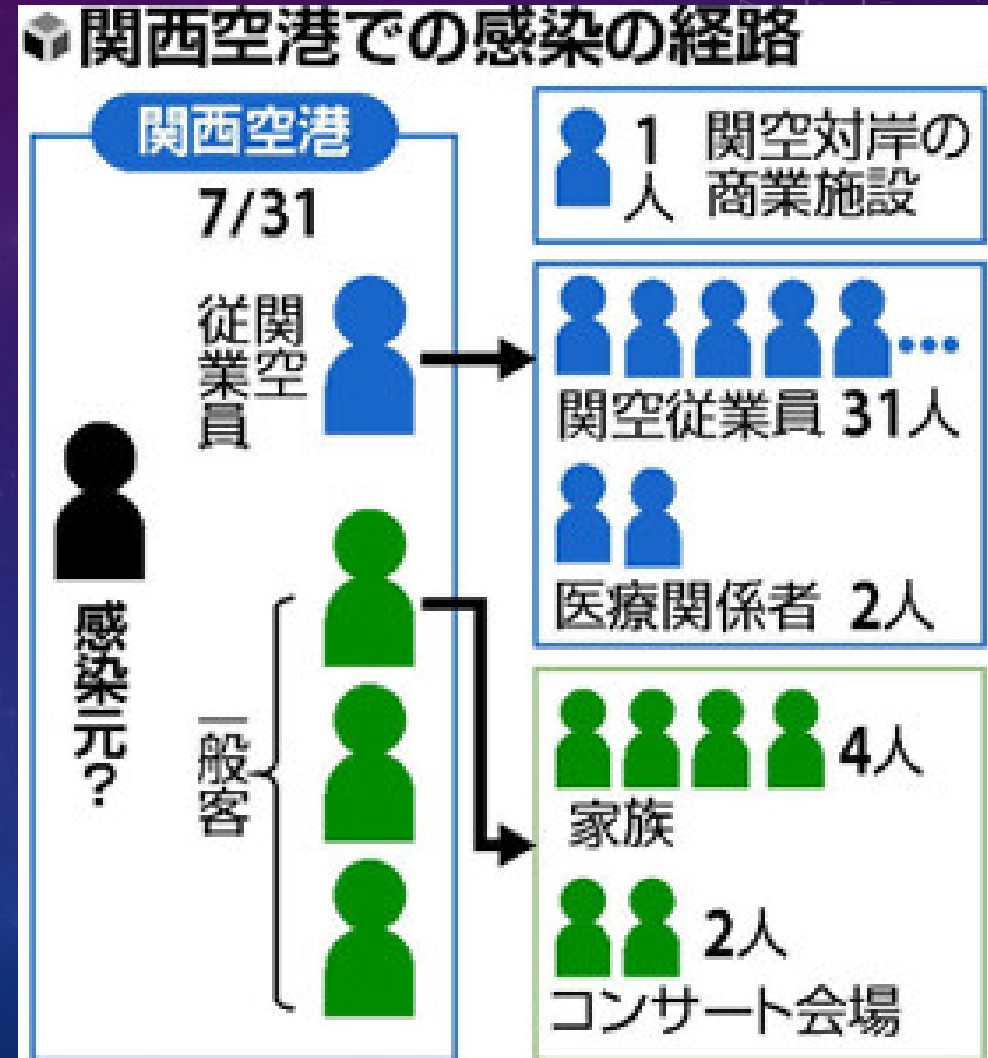 関西空港での感染の経路
関西空港
7/31
関空
従業員
感染元?
一般客
1人
関空対岸の
商業施設
関空従業員 31人
医療関係者 2人
4人
家族
2人
コンサート会場